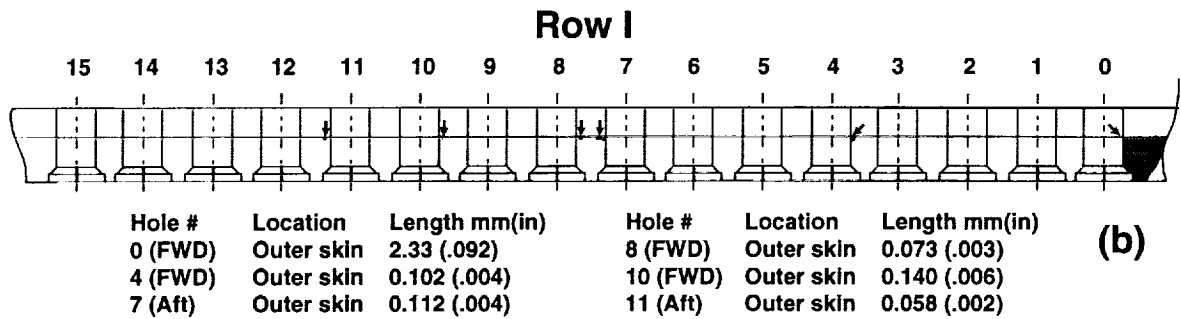 Row I
15 14 13 12 11 10 9 8 7 6 5 4 3 2 1 0
Hole # Location Length mm(in) Hole # Location Length mm(in)
0 (FWD) Outer skin 2.33 (.092) 8 (FWD) Outer skin 0.073 (.003)
4 (FWD) Outer skin 0.102 (.004) 10 (FWD) Outer skin 0.140 (.006)
7 (Aft) Outer skin 0.112 (.004) 11 (Aft) Outer skin 0.058 (.002)
(b)